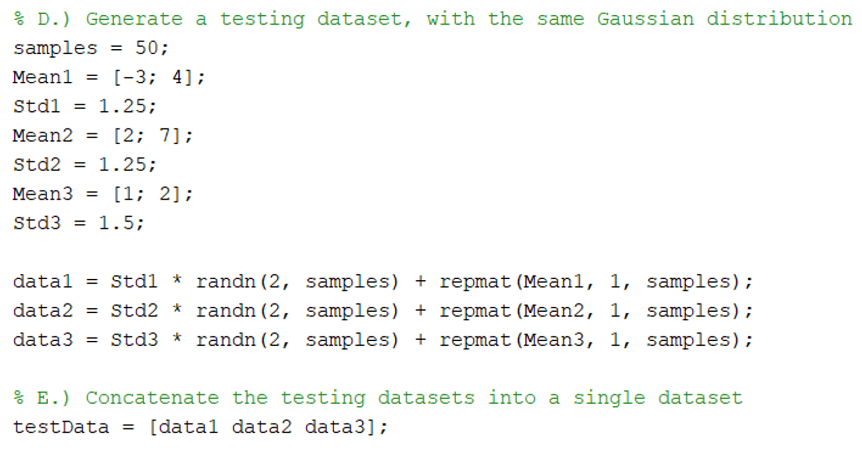 % D.) Generate a testing dataset, with the same Gaussian distribution
samples = 50;
Mean1 = [-3; 4];
Std1 = 1.25;
Mean2 = [2; 7];
Std2 = 1.25;
Mean3 = [1; 2];
Std3 = 1.5;
data1 = Std1 * randn(2, samples) + repmat(Mean1, 1, samples);
data2 = Std2 * randn(2, samples) + repmat(Mean2, 1, samples);
data3 = Std3 * randn(2, samples) + repmat(Mean3, 1, samples);
% E.) Concatenate the testing datasets into a single dataset
testData = [data1 data2 data3];